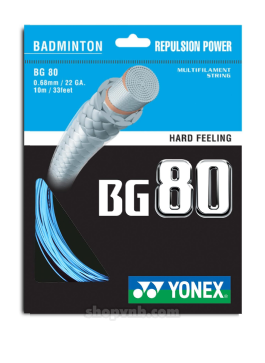 BADMINTON
REPULSION POWER
BG 80
0.68mm / 22 GA.
10m / 33feet
MULTIFILAMENT
STRING
HARD FEELING
BG80
YONEX
shopvnb.com